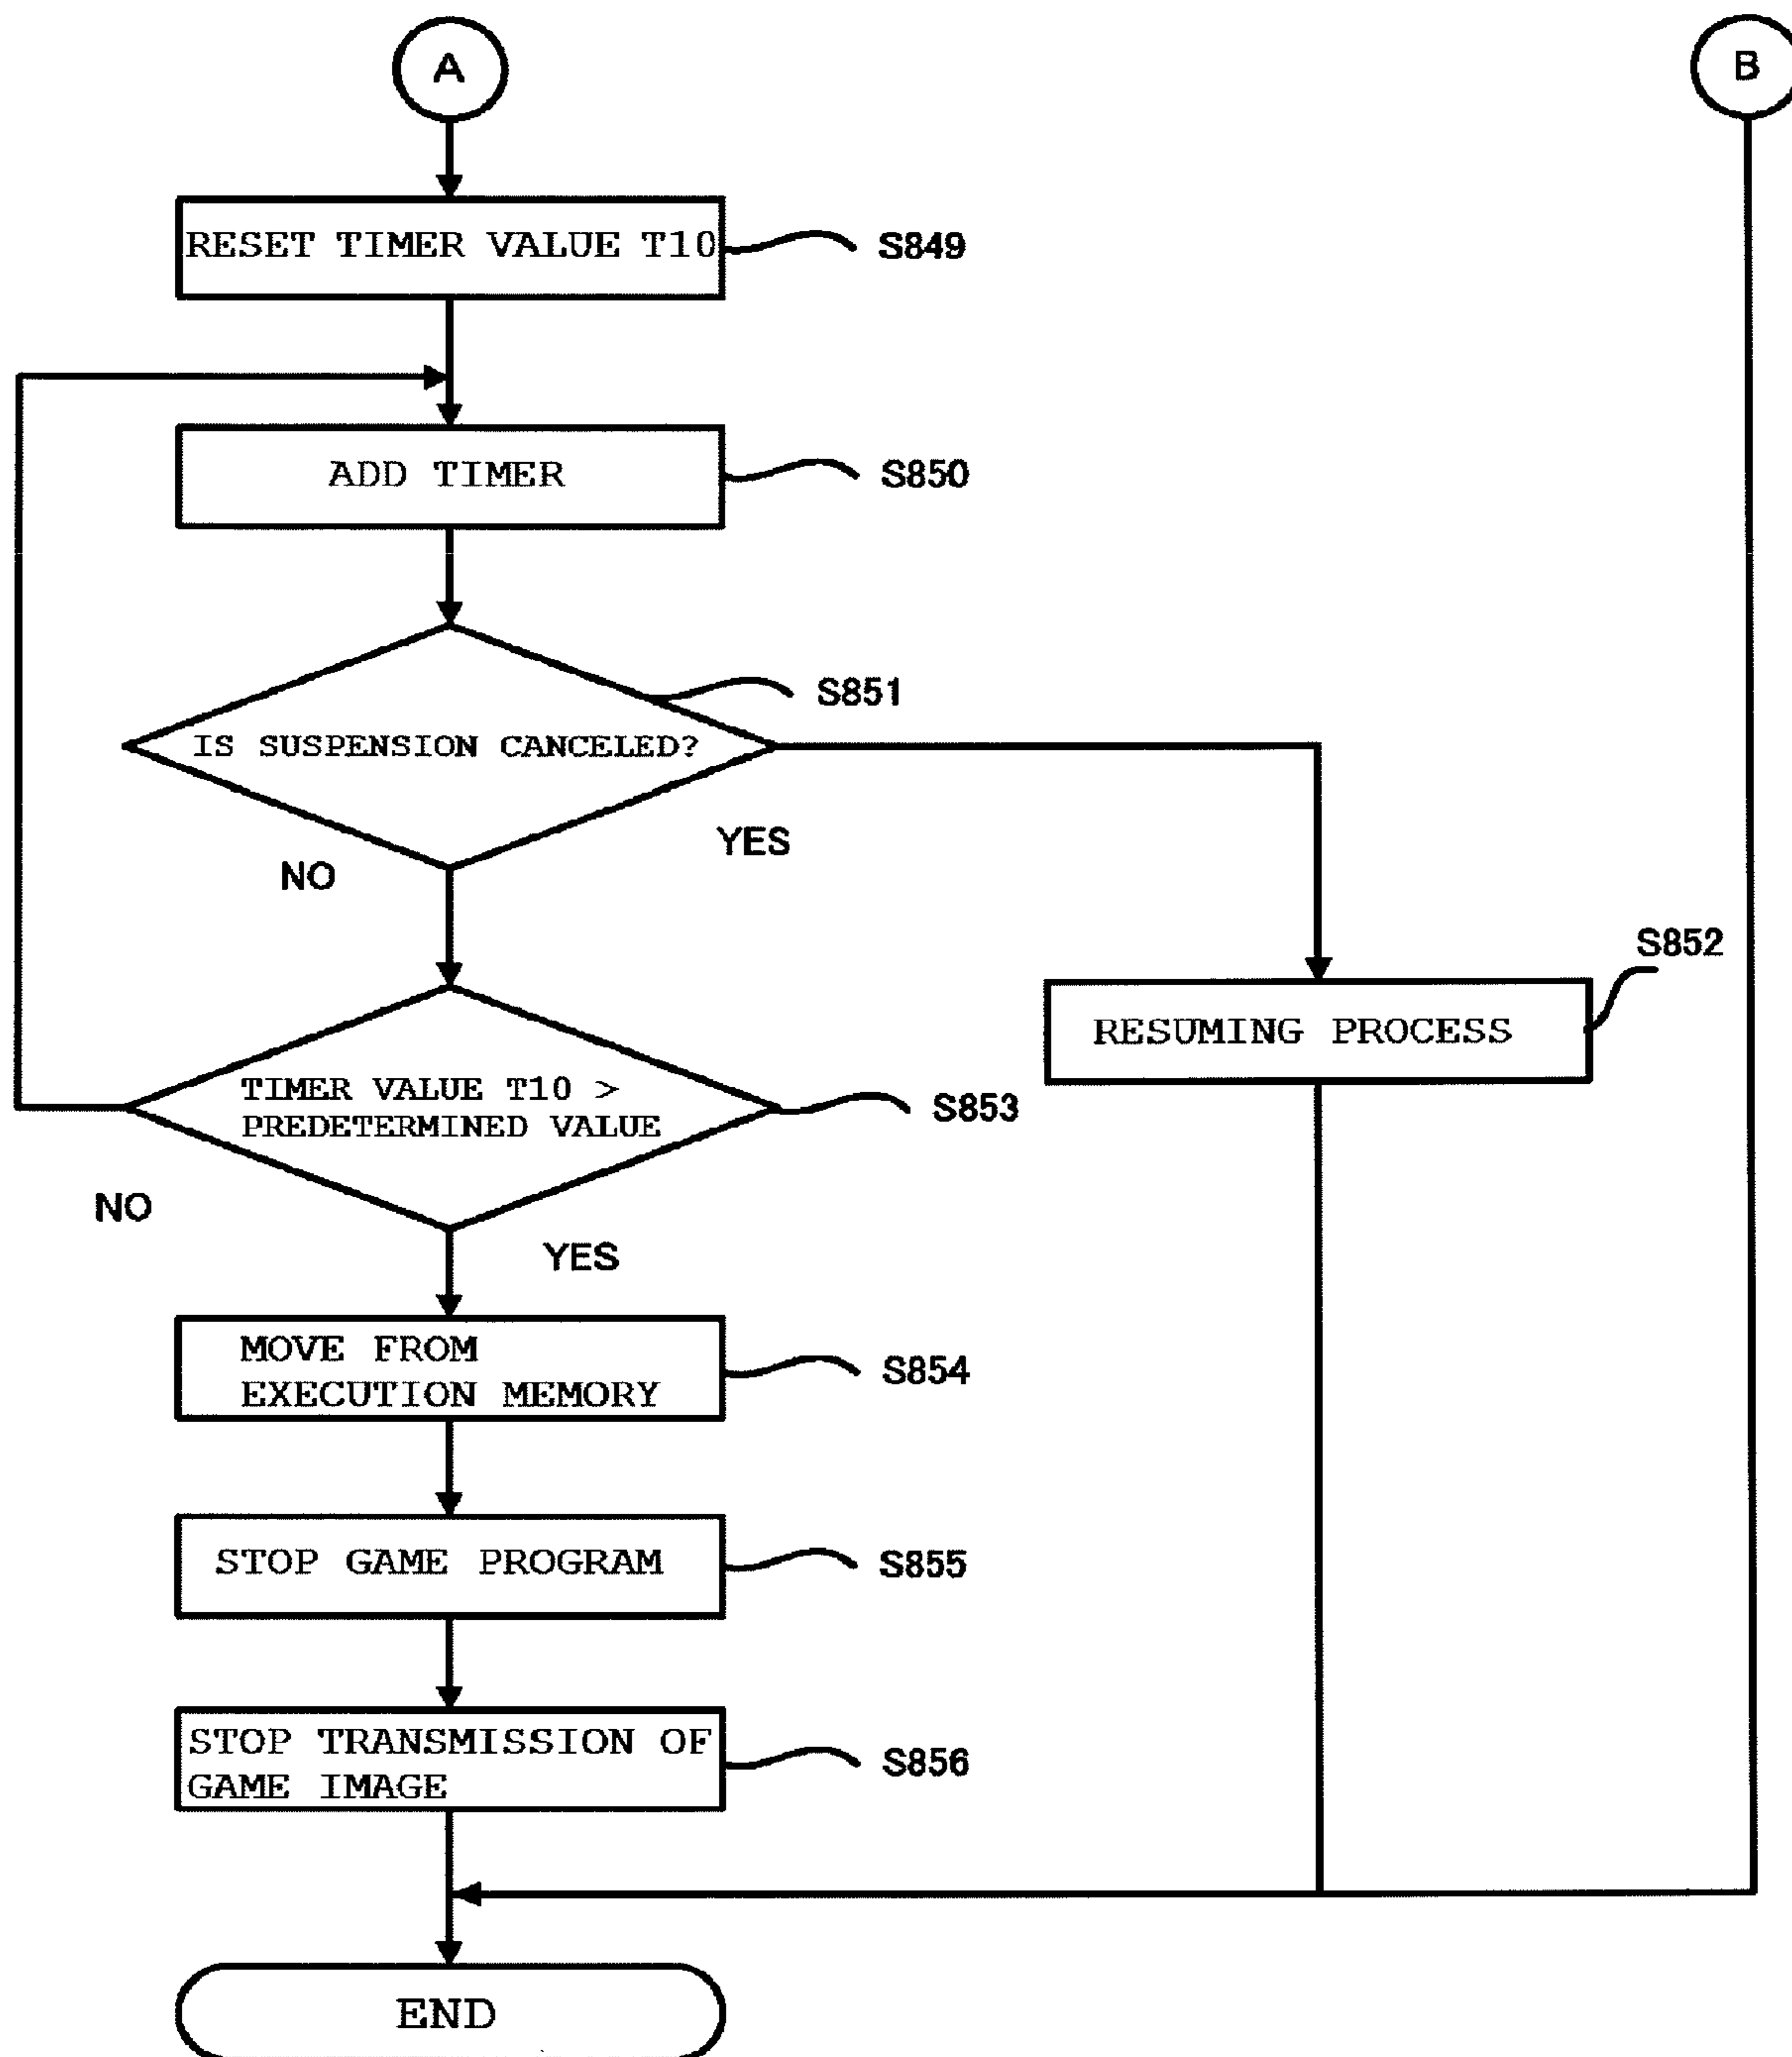 A
B
RESET TIMER VALUE T10
S849
ADD TIMER
S850
S851
IS SUSPENSION CANCELED?
YES
NO
S852
RESUMING PROCESS
TIMER VALUE T10 >
PREDETERMINED VALUE
S853
NO
YES
MOVE FROM
EXECUTION MEMORY
S854
STOP GAME PROGRAM
S855
STOP TRANSMISSION OF
GAME IMAGE
S856
END